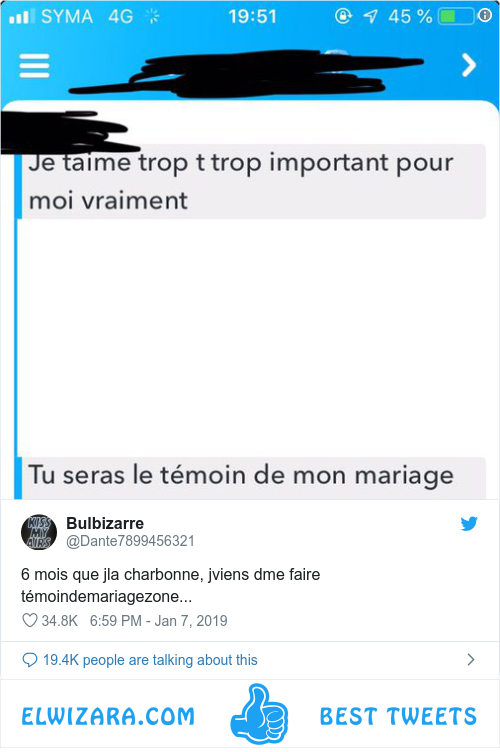 SYMA 4G 19:51 45 %
Je taime trop t trop important pour
moi vraiment
Tu seras le témoin de mon mariage
KISS
MY
AIRS
Bulbizarre
@Dante7899456321
6 mois que jla charbonne, jviens dme faire
témoindemariagezone...
34.8K 6:59 PM - Jan 7, 2019
19.4K people are talking about this
ELWIZARA.COM BEST TWEETS